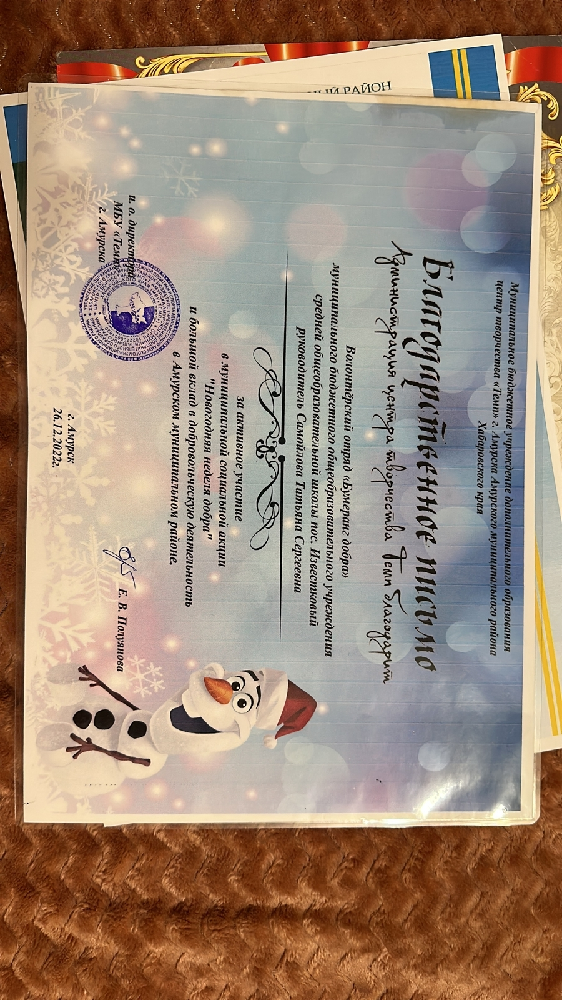 Муниципальное бюджетное учреждение дополнительного образования
центр творчества «Темп» г. Амурска Амурского муниципального района
Хабаровского края
Благодарственное письмо
Администрация центра творчества Темп благодарит
Волонтёрский отряд «Бумеранг добра»
муниципального бюджетного общеобразовательного учреждения
средней общеобразовательной школы пос. Известковый
руководитель Самойлова Татьяна Сергеевна
за активное участие
в муниципальной социальной акции
"Новогодняя неделя добра"
и большой вклад в добровольческую деятельность
в Амурском муниципальном районе.
и. о. директора
МБУ «Темп»
г. Амурска
Е. В. Полуянова
г. Амурск
26.12.2022г.
РАЙОН